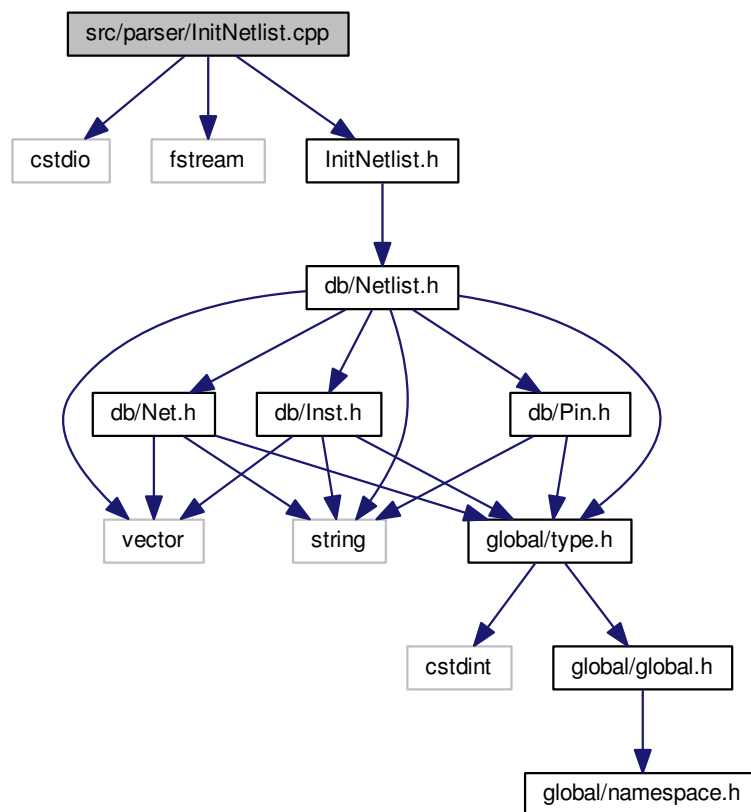 src/parser/InitNetlist.cpp
cstdio
fstream
InitNetlist.h
db/Netlist.h
db/Net.h
db/Inst.h
db/Pin.h
vector
string
global/type.h
cstdint
global/global.h
global/namespace.h